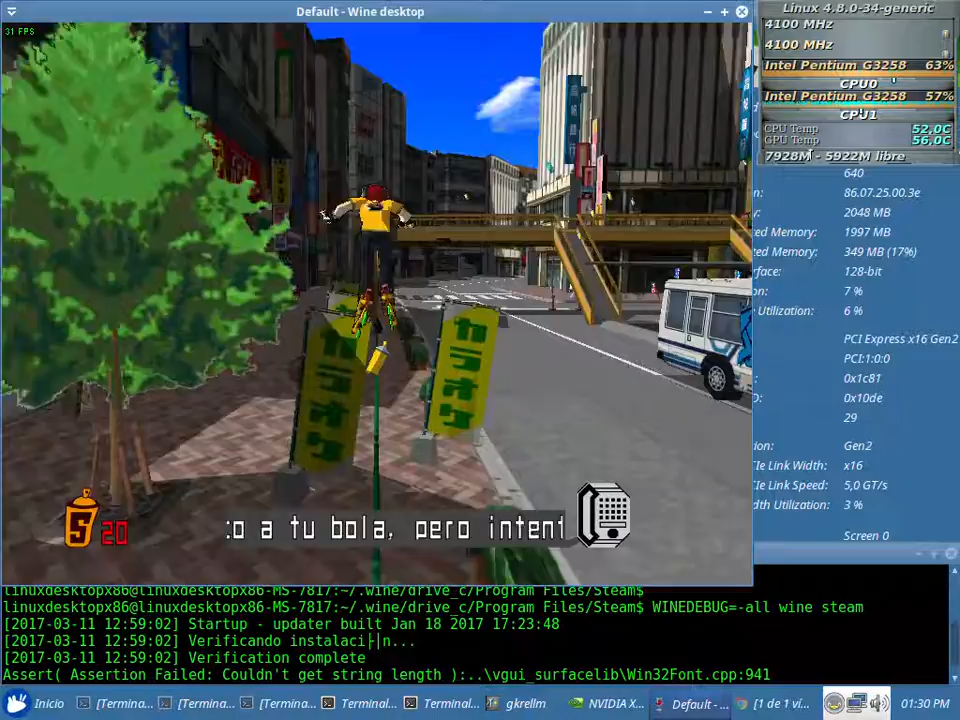 Default - Wine desktop
31 FPS
カラオケ
カラオケ
20
:o a tu bola, pero intent
Linux 4.8.0-34-generic
4100 MHz
4100 MHz
Intel Pentium G3258 63%
CPU0
Intel Pentium G3258 57%
CPU1
CPU Temp 52,0C
GPU Temp 56,0C
7928M - 5922M libre
640
n: 86.07.25.00.3e
y: 2048 MB
ed Memory: 1997 MB
ed Memory: 349 MB (17%)
rface: 128-bit
on: 7 %
Utilization: 6 %
PCI Express x16 Gen2
PCI:1:0:0
0x1c81
D: 0x10de
29
ion: Gen2
Ie Link Width: x16
Ie Link Speed: 5,0 GT/s
dth Utilization: 3 %
Screen 0
linuxdesktopx86@linuxdesktopx86-MS-7817:~/.wine/drive_c/Program Files/Steam$
linuxdesktopx86@linuxdesktopx86-MS-7817:~/.wine/drive_c/Program Files/Steam$ WINEDEBUG=-all wine steam
[2017-03-11 12:59:02] Startup - updater built Jan 18 2017 17:23:48
[2017-03-11 12:59:02] Verificando instalaci├│n...
[2017-03-11 12:59:02] Verification complete
Assert( Assertion Failed: Couldn't get string length ):..\vgui_surfacelib\Win32Font.cpp:941
Inicio
[Termina...
[Termina...
[Termina...
Terminal...
Terminal...
gkrellm
NVIDIA X...
Default - ...
[1 de 1 ví...
01:30 PM